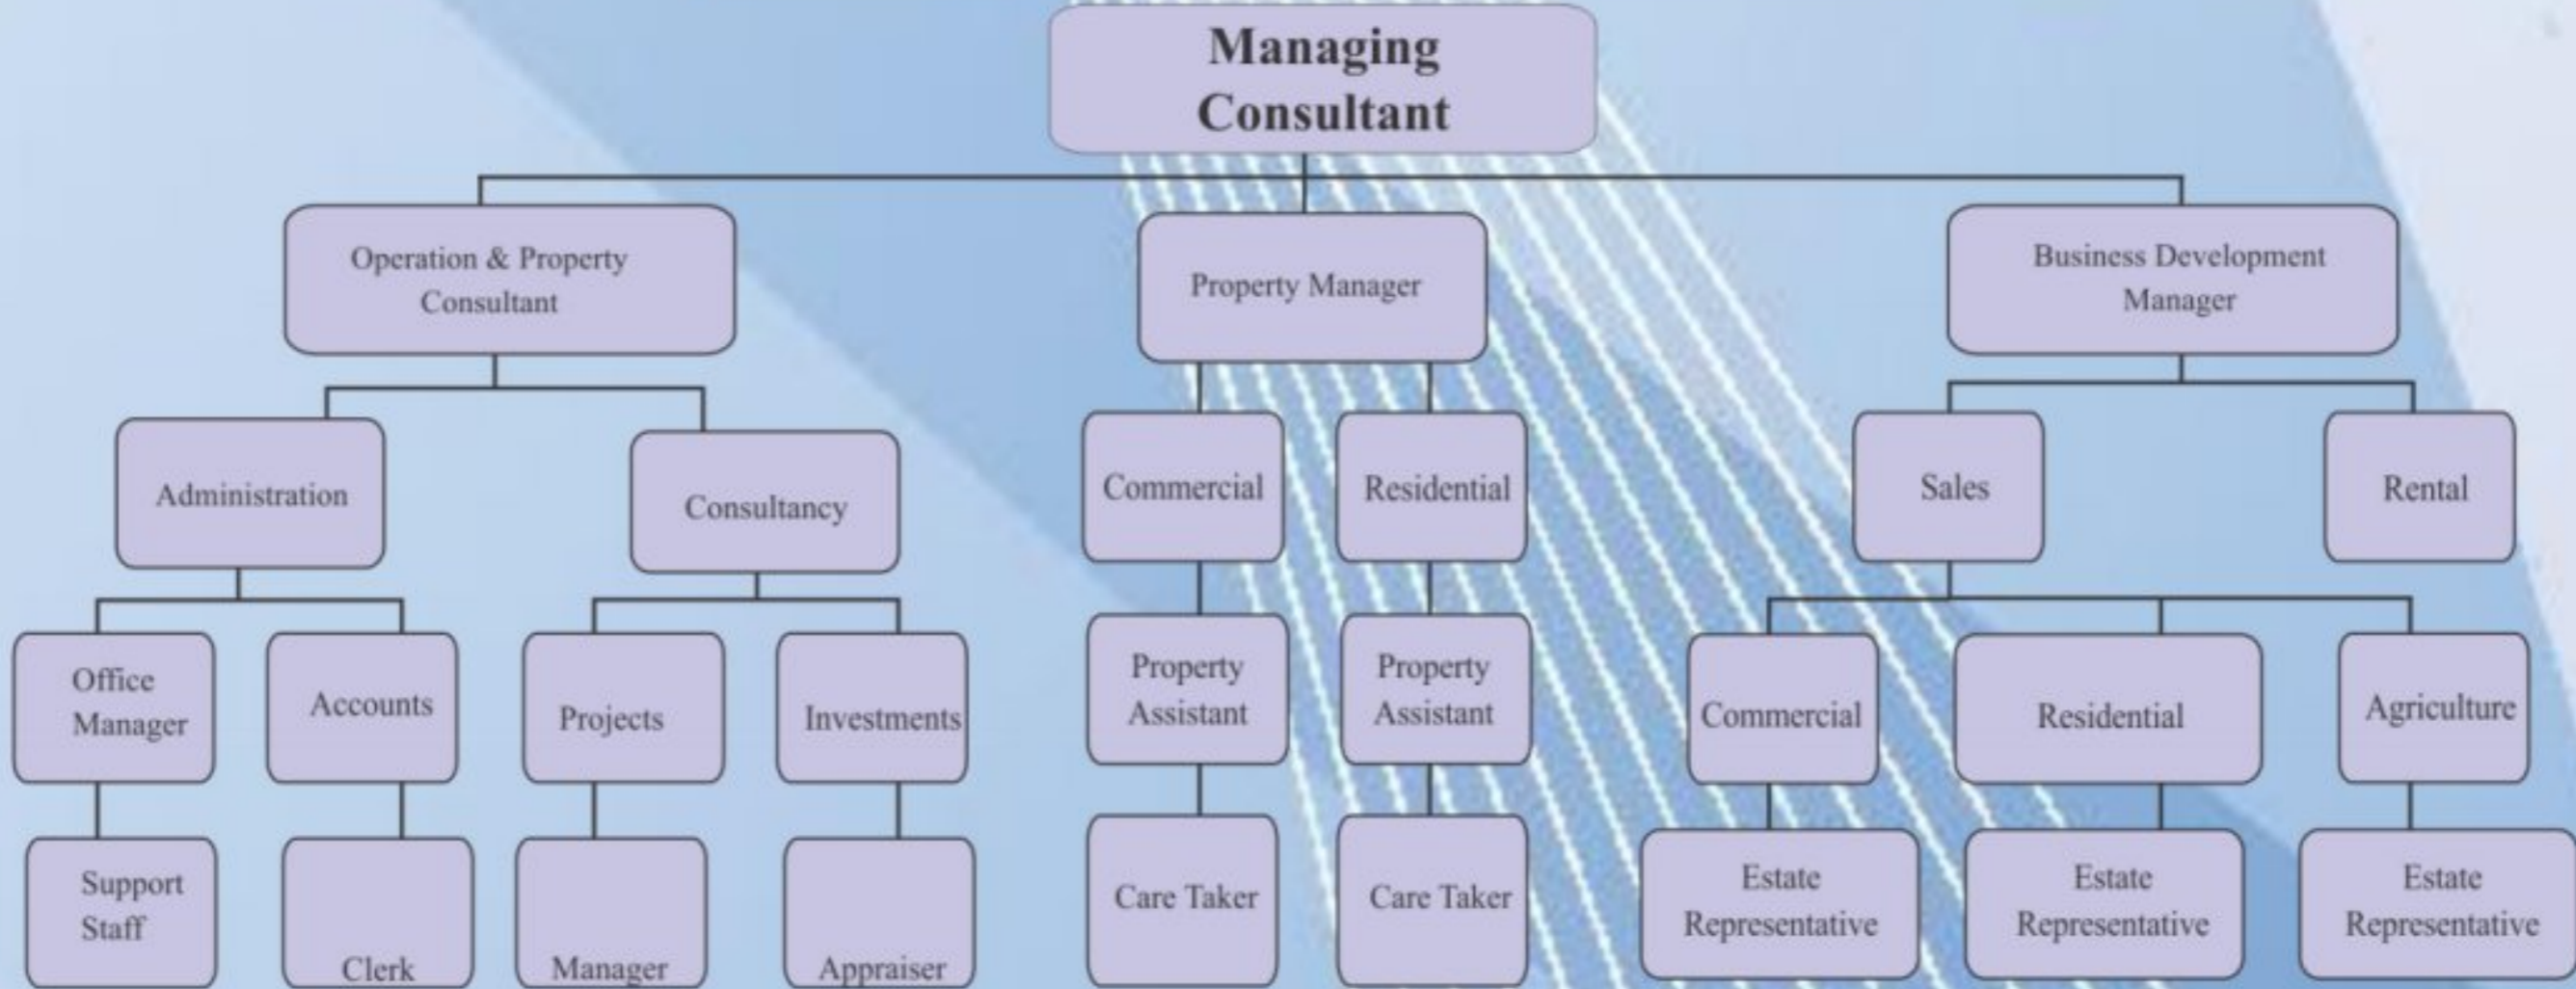 Managing
Consultant
Operation & Property
Consultant
Property Manager
Business Development
Manager
Administration
Consultancy
Commercial
Residential
Sales
Rental
Office
Manager
Accounts
Projects
Investments
Property
Assistant
Property
Assistant
Commercial
Residential
Agriculture
Support
Staff
Clerk
Manager
Appraiser
Care Taker
Care Taker
Estate
Representative
Estate
Representative
Estate
Representative